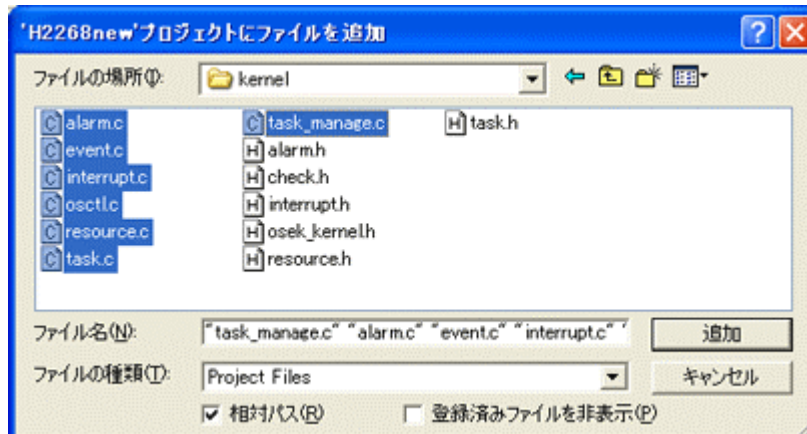 'H2268new'プロジェクトにファイルを追加
ファイルの場所(I): kernel
alarm.c task_manage.c task.h
event.c alarm.h
interrupt.c check.h
osctl.c interrupt.h
resource.c osek_kernel.h
task.c resource.h
ファイル名(N): "task_manage.c" "alarm.c" "event.c" "interrupt.c" " 追加
ファイルの種類(T): Project Files キャンセル
相対パス(R) 登録済みファイルを非表示(P)